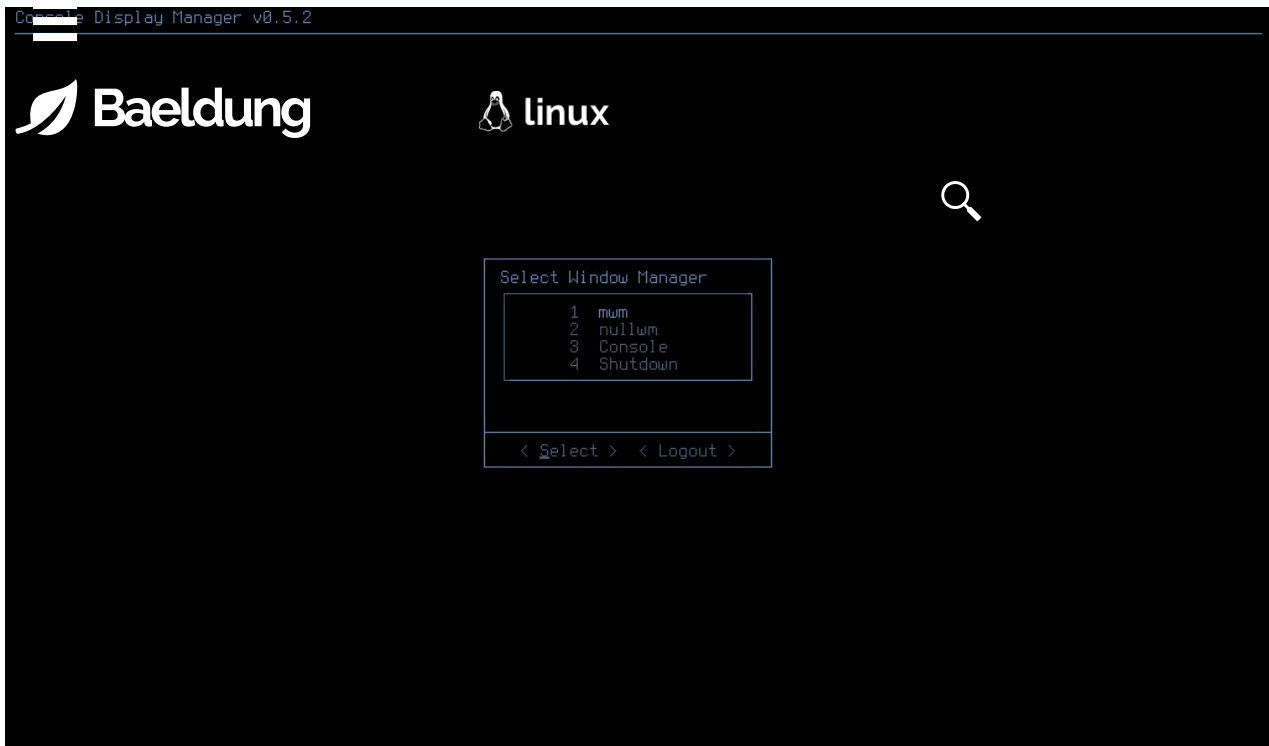 Console Display Manager v0.5.2
Baeldung
linux
Select Window Manager
1 mwm
2 nullwm
3 Console
4 Shutdown
< Select > < Logout >